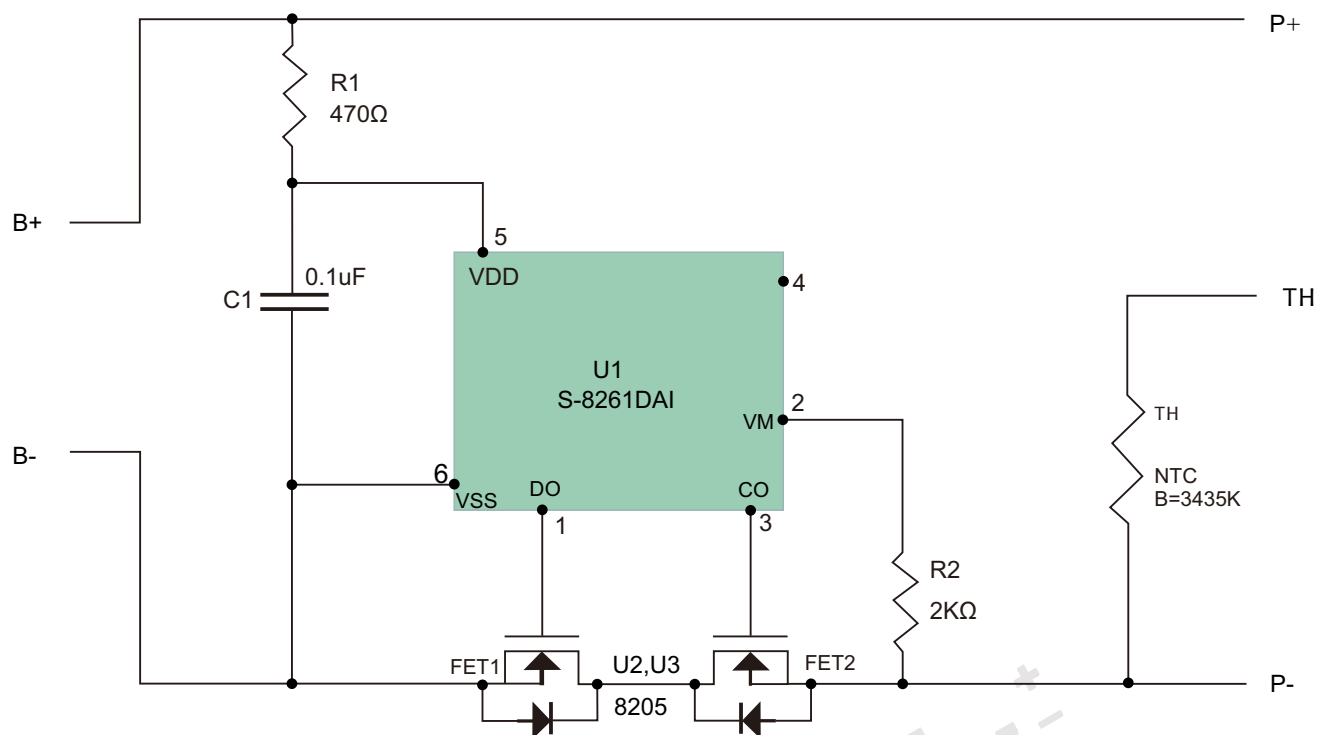 P+
R1
470Ω
B+
5
VDD
0.1uF
C1
4
TH
U1
S-8261DAI
2
VM
TH
B-
6
VSS
DO
CO
NTC
B=3435K
1
3
R2
2KΩ
FET1
U2,U3
FET2
8205
P-